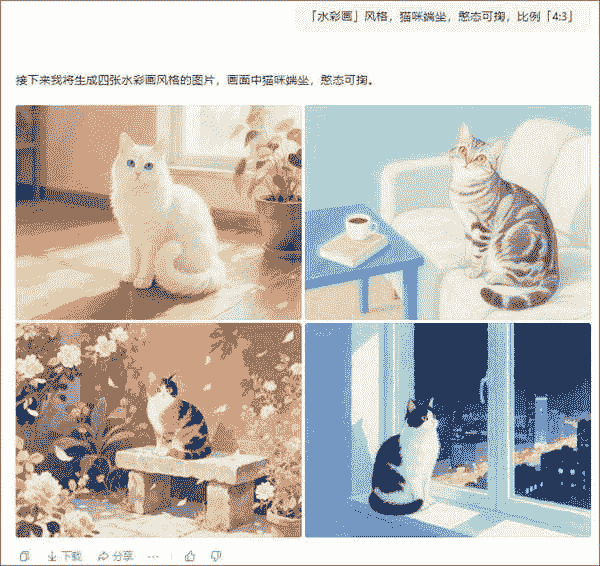 「水彩画」风格，猫咪端坐，憨态可掬，比例「4:3」
接下来我将生成四张水彩画风格的图片，画面中猫咪端坐，憨态可掬。
下载 分享